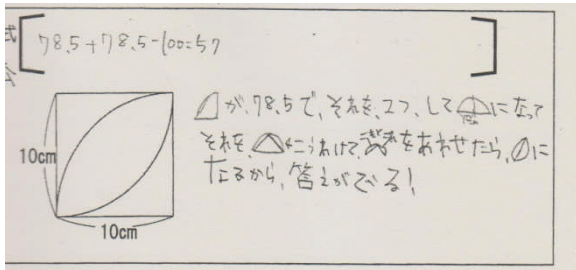 式
78.5+78.5-100=57
が、78.5で、それを、2つ、して になって
それを、 ←こうわけて、 をあわせたら、 に
なるから、答えがでる!
10cm
10cm